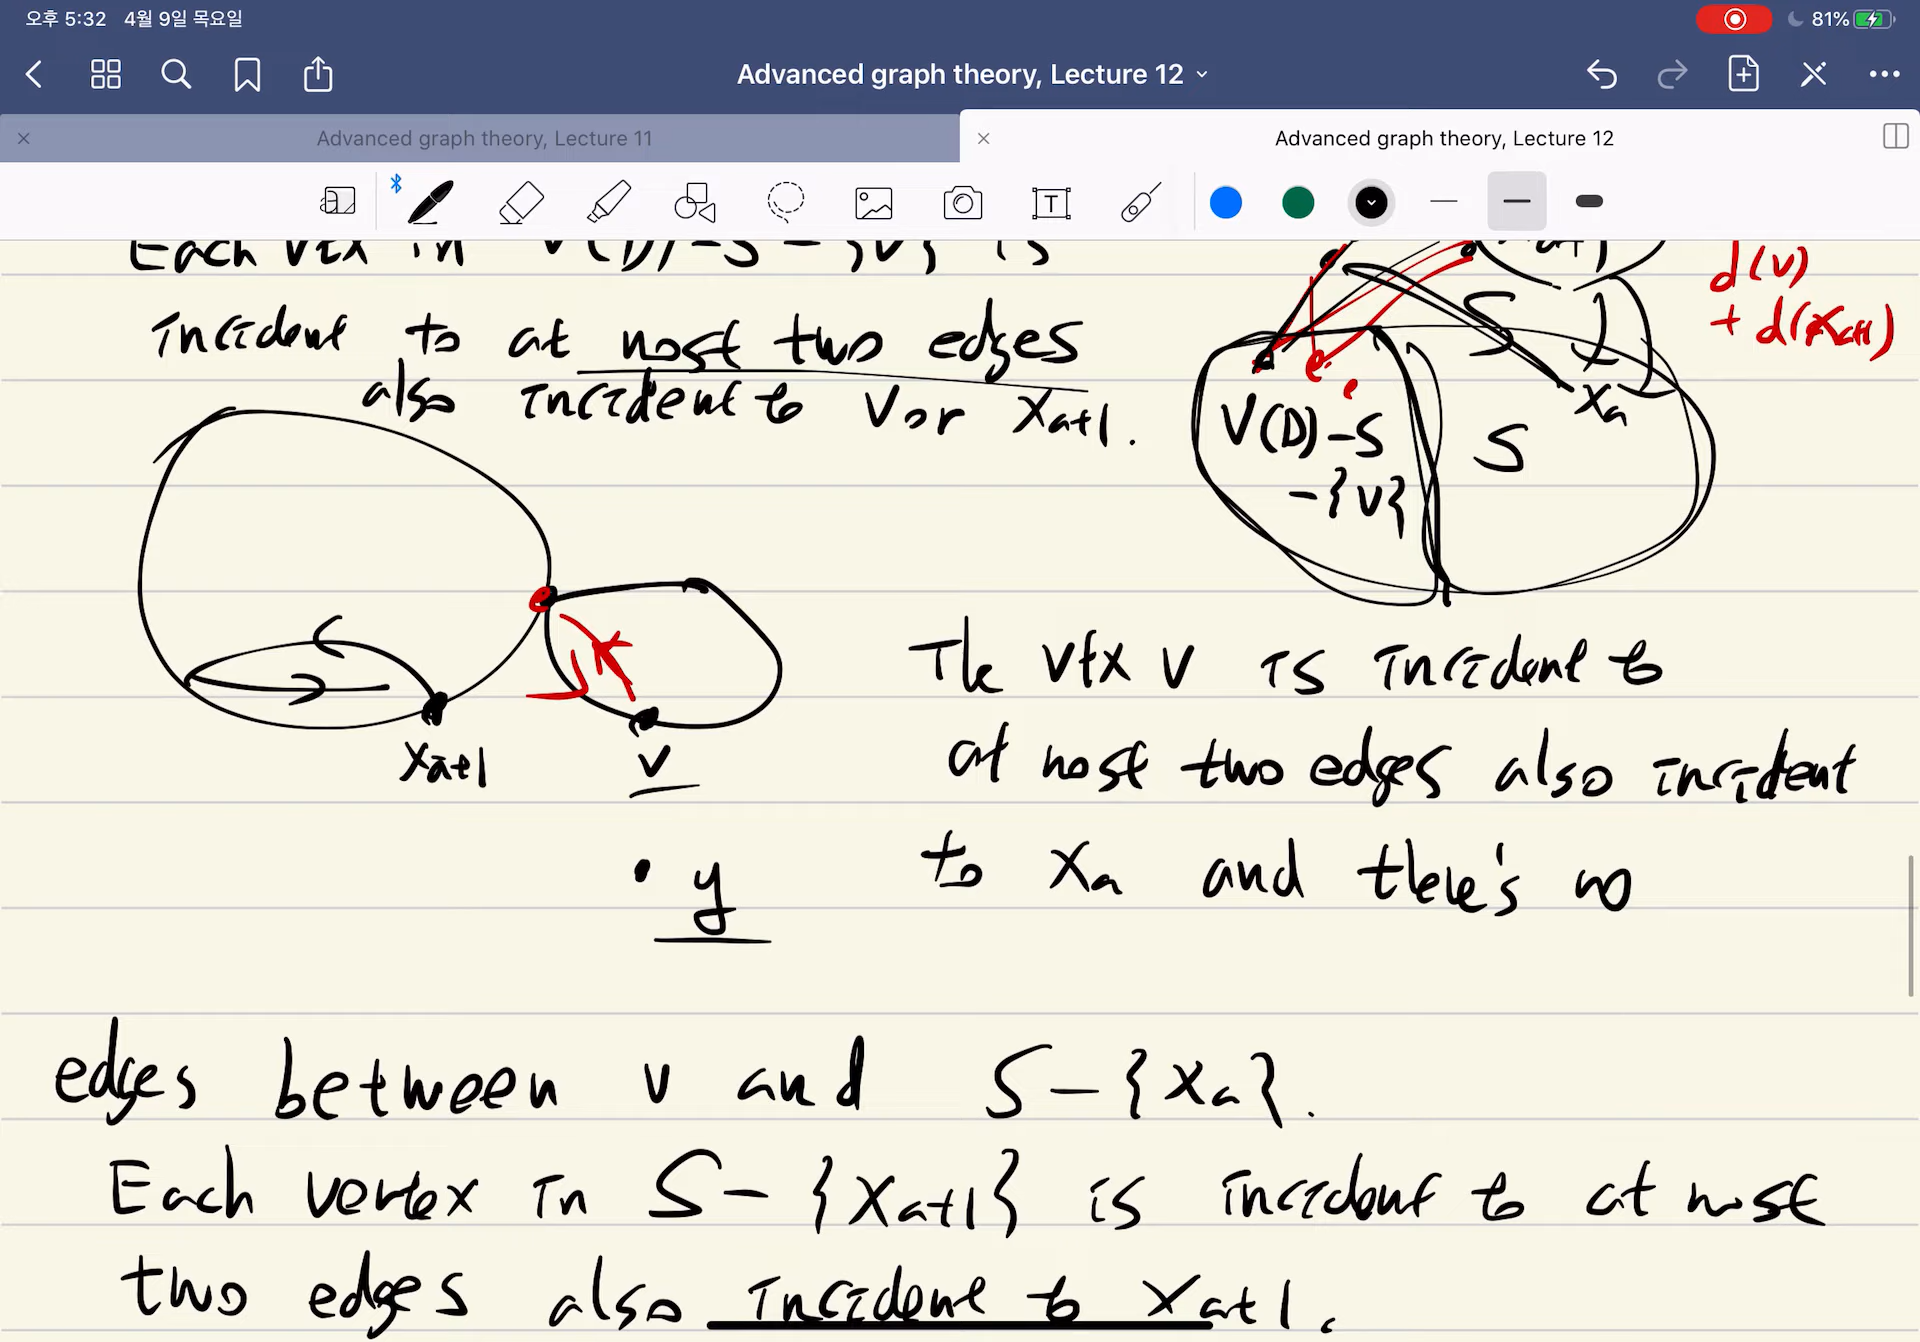 오후 5:32 4월 9일 목요일
81%
Advanced graph theory, Lecture 12
Advanced graph theory, Lecture 11
Advanced graph theory, Lecture 12
Each vtx in V(D)-S-{v} is
incident to at most two edges
also incident to v or Xa+1.
d(v)
+ d(Xa+1)
S
Xa
V(D)-S
-{v}
S
Xa+1
v
y
The vtx v is incident to
at most two edges also incident
to Xa and there's no
edges between v and S-{Xa}.
Each vertex in S-{Xa+1} is incident to at most
two edges also incident to Xa+1.